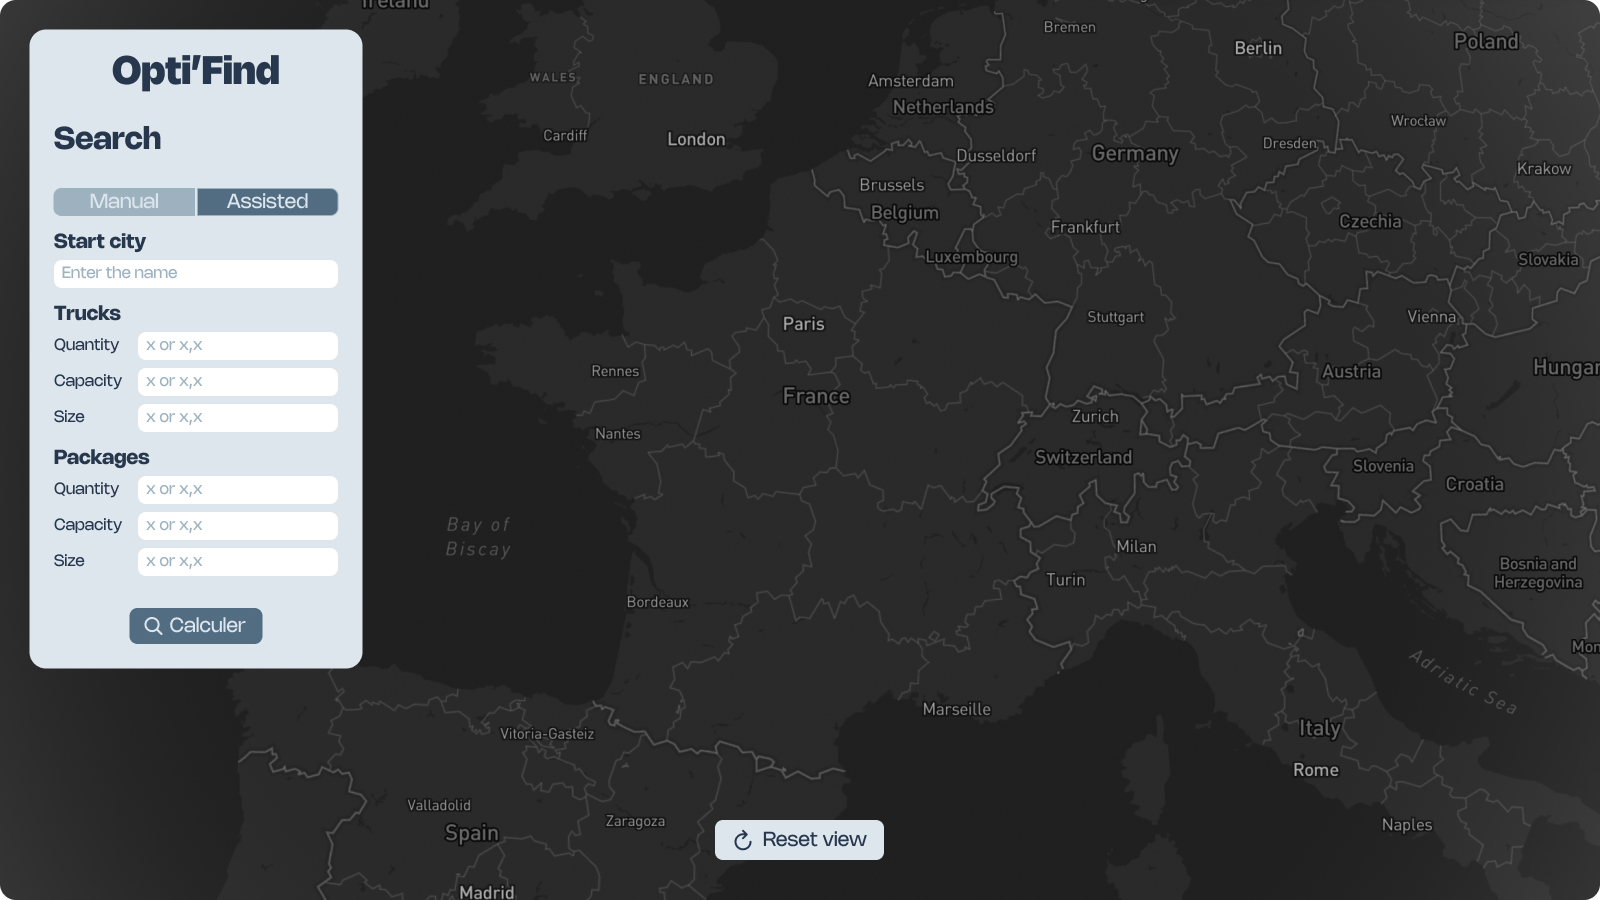 Opti’Find
Search
Manual
Assisted
Start city
Enter the name
Trucks
Quantity
x or x,x
Capacity
x or x,x
Size
x or x,x
Packages
Quantity
x or x,x
Capacity
x or x,x
Size
x or x,x
Calculer
Ireland
WALES
ENGLAND
Cardiff
London
Bremen
Berlin
Poland
Amsterdam
Netherlands
Wrocław
Dresden
Dusseldorf
Germany
Krakow
Brussels
Belgium
Frankfurt
Czechia
Luxembourg
Slovakia
Paris
Stuttgart
Vienna
Rennes
France
Austria
Hungar
Zurich
Nantes
Switzerland
Slovenia
Croatia
Bay of
Biscay
Milan
Turin
Bosnia and
Herzegovina
Bordeaux
Mon
Adriatic Sea
Marseille
Vitoria-Gasteiz
Italy
Rome
Valladolid
Spain
Zaragoza
Naples
Reset view
Madrid